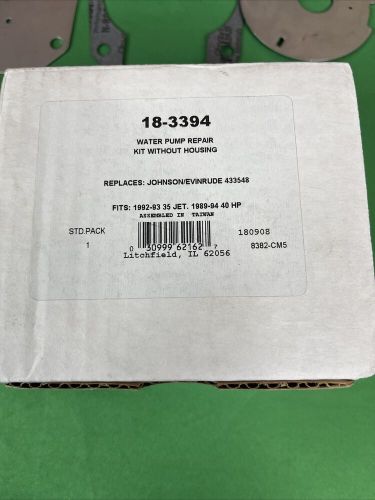 18-3394
WATER PUMP REPAIR
KIT WITHOUT HOUSING
REPLACES: JOHNSON/EVINRUDE 433548
FITS: 1992-93 35 JET. 1989-94 40 HP
ASSEMBLED IN TAIWAN
STD.PACK
1
180908
0 30999 62162 7
8382-CM5
Litchfield, IL 62056